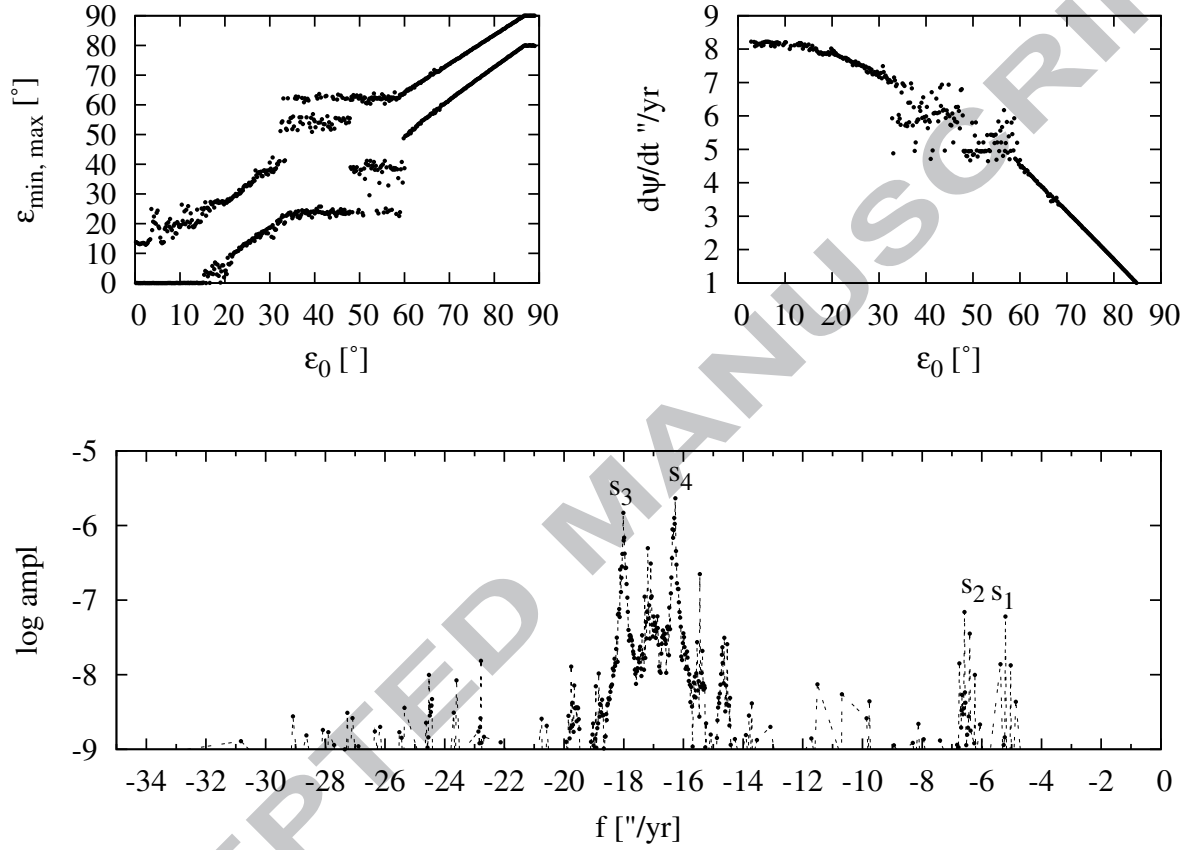 ε_min, max [°]
90
80
70
60
50
40
30
20
10
0
0 10 20 30 40 50 60 70 80 90
ε_0 [°]
dψ/dt "/yr
9
8
7
6
5
4
3
2
1
0 10 20 30 40 50 60 70 80 90
ε_0 [°]
log ampl
-5
-6
-7
-8
-9
s_3
s_4
s_2 s_1
-34 -32 -30 -28 -26 -24 -22 -20 -18 -16 -14 -12 -10 -8 -6 -4 -2 0
f ["/yr]
PTED MANUSCRI